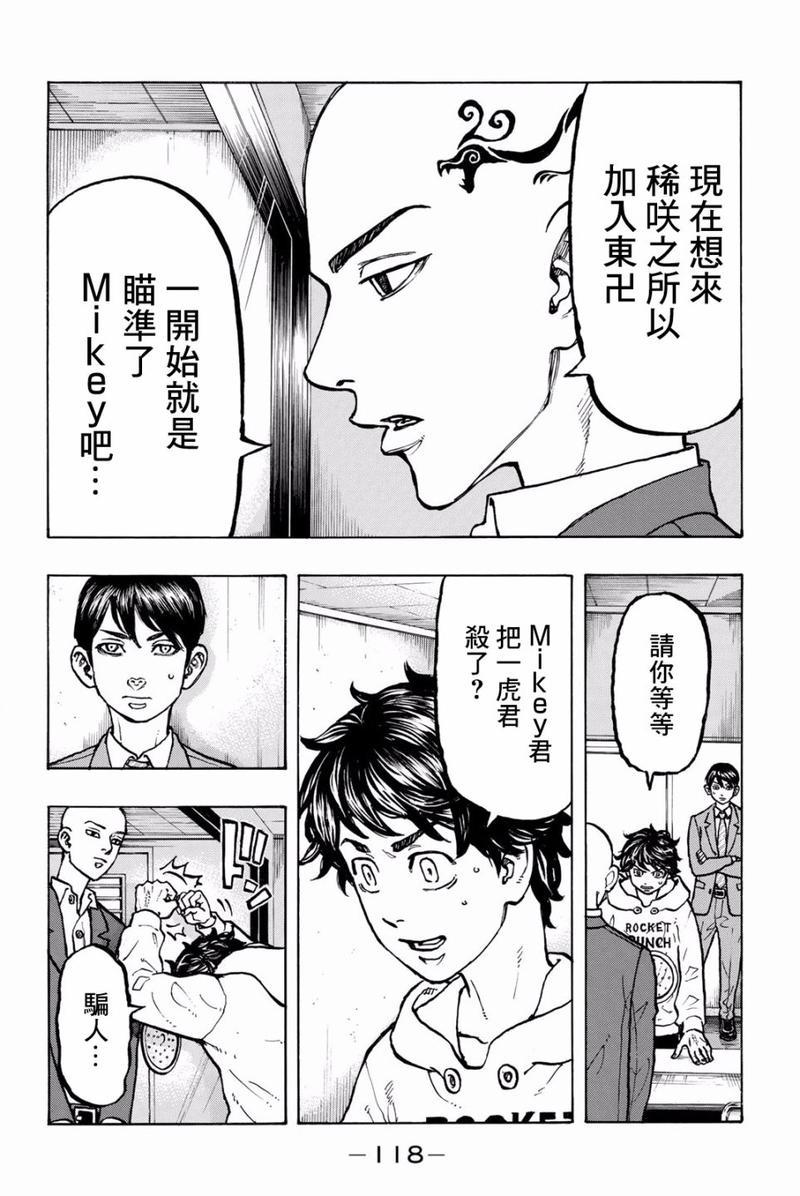 現在想來
稀咲之所以
加入東卍
一開始就是
瞄準了
Mikey吧…
請你等等
ROCKET
PUNCH
Mikey君
把一虎君
殺了？
ROCKET
ドン
騙人…
—118—